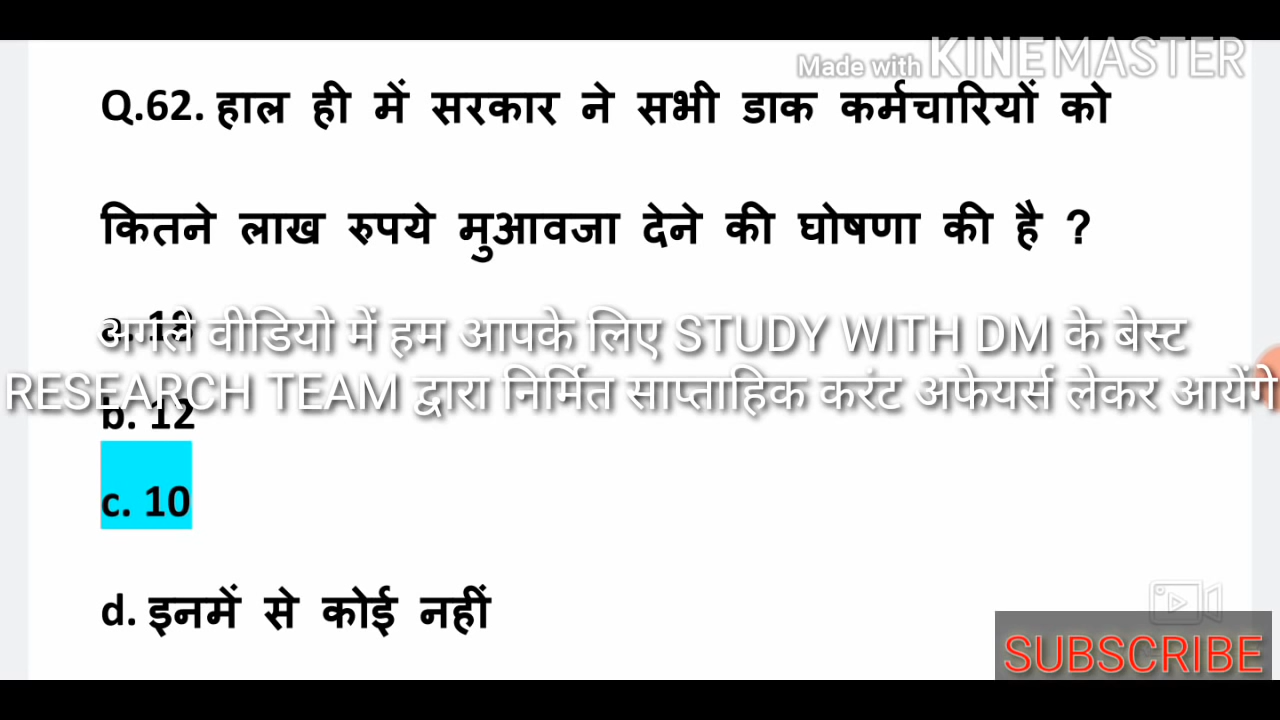 Made with KINEMASTER
Q.62. हाल ही में सरकार ने सभी डाक कर्मचारियों को
कितने लाख रुपये मुआवजा देने की घोषणा की है ?
अगले वीडियो में हम आपके लिए STUDY WITH DM के बेस्ट
RESEARCH TEAM द्वारा निर्मित साप्ताहिक करंट अफेयर्स लेकर आयेंगे
b. 12
c. 10
d. इनमें से कोई नहीं
SUBSCRIBE